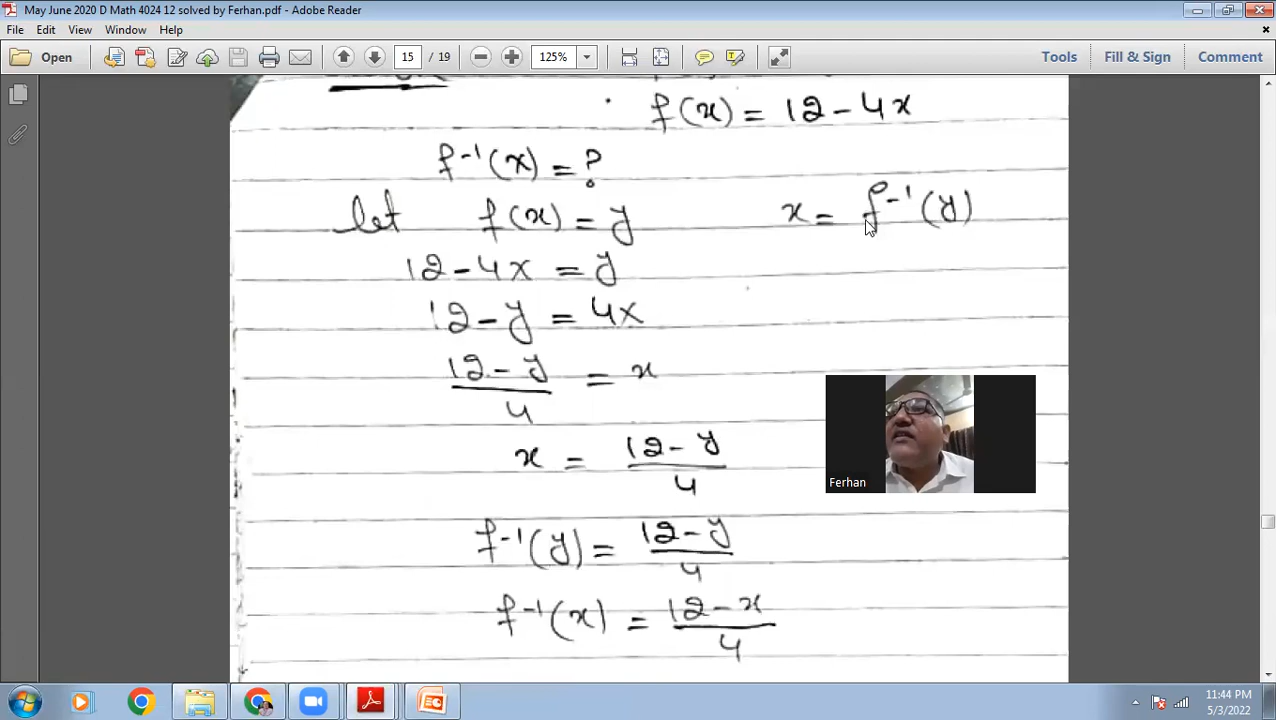 May June 2020 D Math 4024 12 solved by Ferhan.pdf - Adobe Reader
File Edit View Window Help
Open 15 / 19 125% Tools Fill & Sign Comment
f(x) = 12 - 4x
f⁻¹(x) = ?
let f(x) = y x = f⁻¹(y)
12 - 4x = y
12 - y = 4x
(12 - y)/4 = x
x = (12 - y)/4
Ferhan
f⁻¹(y) = (12 - y)/4
f⁻¹(x) = (12 - x)/4
11:44 PM
5/3/2022